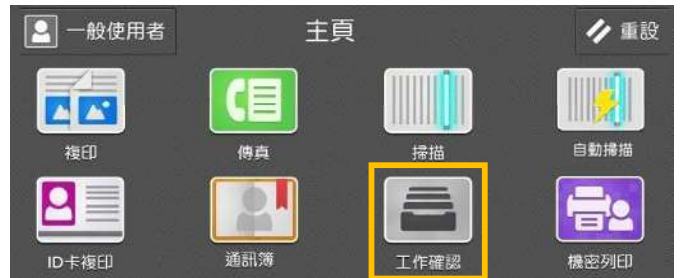 一般使用者
主頁
重設
複印
傳真
掃描
自動掃描
ID卡複印
通訊簿
工作確認
機密列印